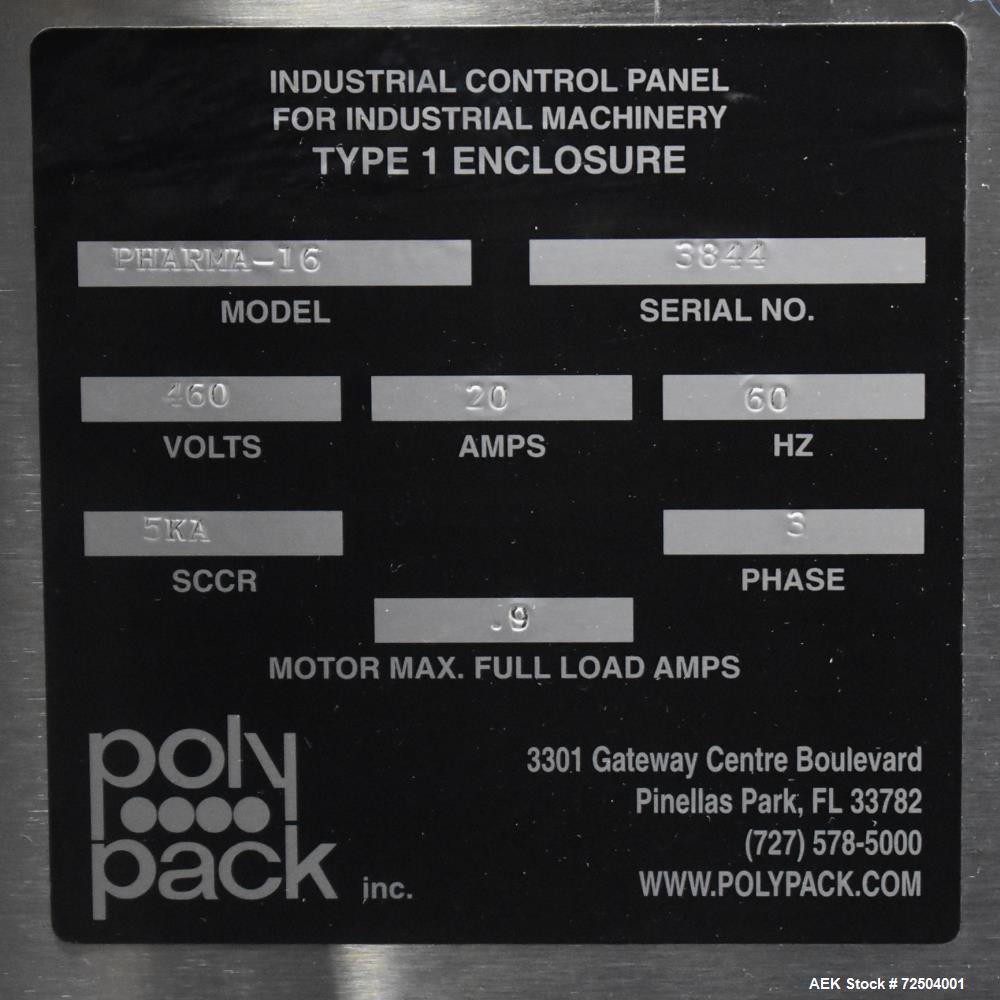 INDUSTRIAL CONTROL PANEL
FOR INDUSTRIAL MACHINERY
TYPE 1 ENCLOSURE
PHARMA-16
MODEL
3844
SERIAL NO.
460
VOLTS
20
AMPS
60
HZ
5KA
SCCR
3
PHASE
.9
MOTOR MAX. FULL LOAD AMPS
poly
pack inc.
3301 Gateway Centre Boulevard
Pinellas Park, FL 33782
(727) 578-5000
WWW.POLYPACK.COM
AEK Stock # 72504001